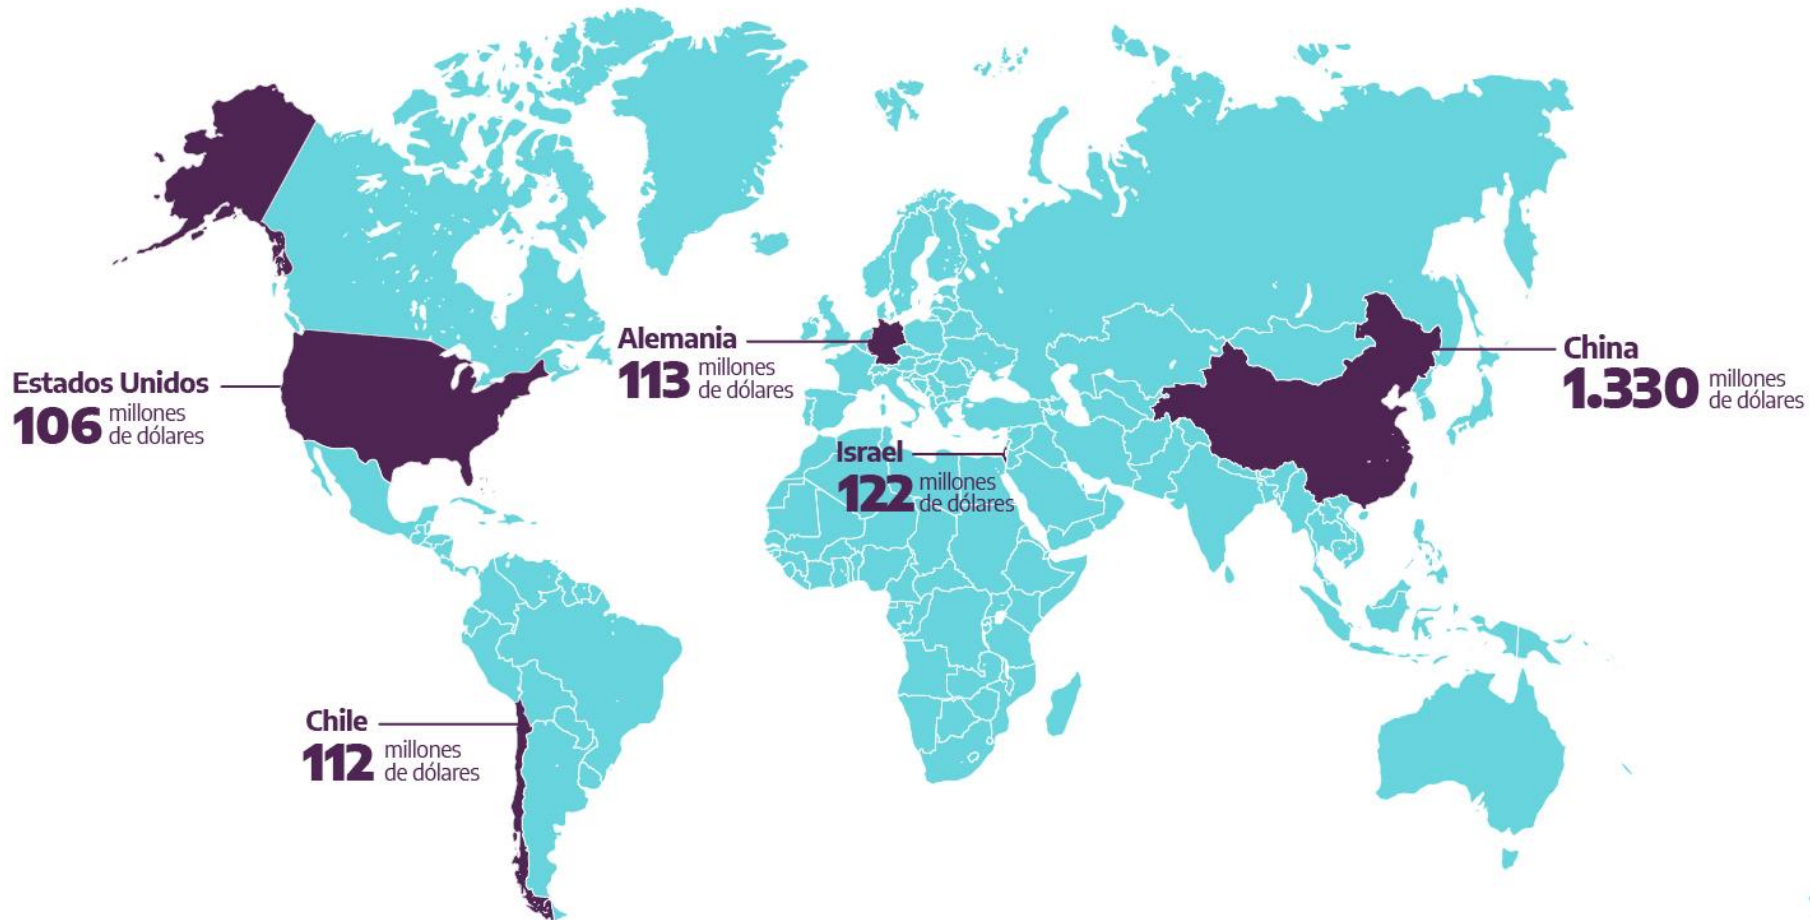 Estados Unidos
106 millones
de dólares
Alemania
113 millones
de dólares
Israel
122 millones
de dólares
China
1.330 millones
de dólares
Chile
112 millones
de dólares